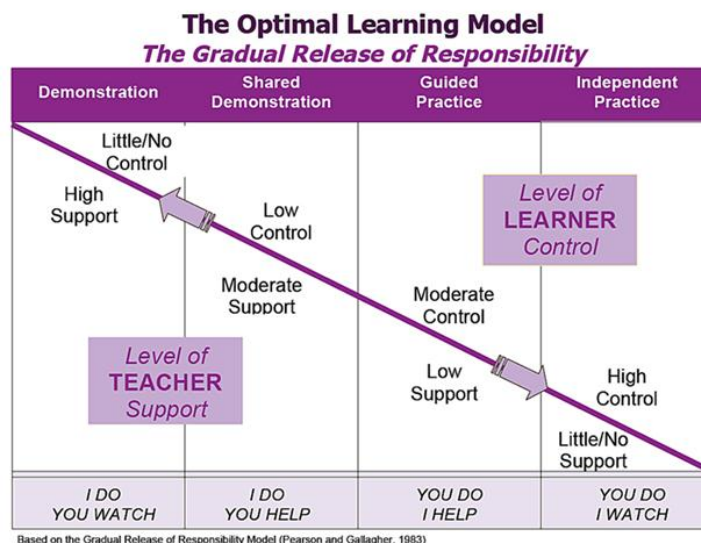 The Optimal Learning Model
The Gradual Release of Responsibility
Demonstration
Shared
Demonstration
Guided
Practice
Independent
Practice
Little/No
Control
High
Support
Low
Control
Moderate
Support
Level of
LEARNER
Control
Moderate
Control
Low
Support
Level of
TEACHER
Support
High
Control
Little/No
Support
I DO
YOU WATCH
I DO
YOU HELP
YOU DO
I HELP
YOU DO
I WATCH
Based on the Gradual Release of Responsibility Model (Pearson and Gallagher, 1983)